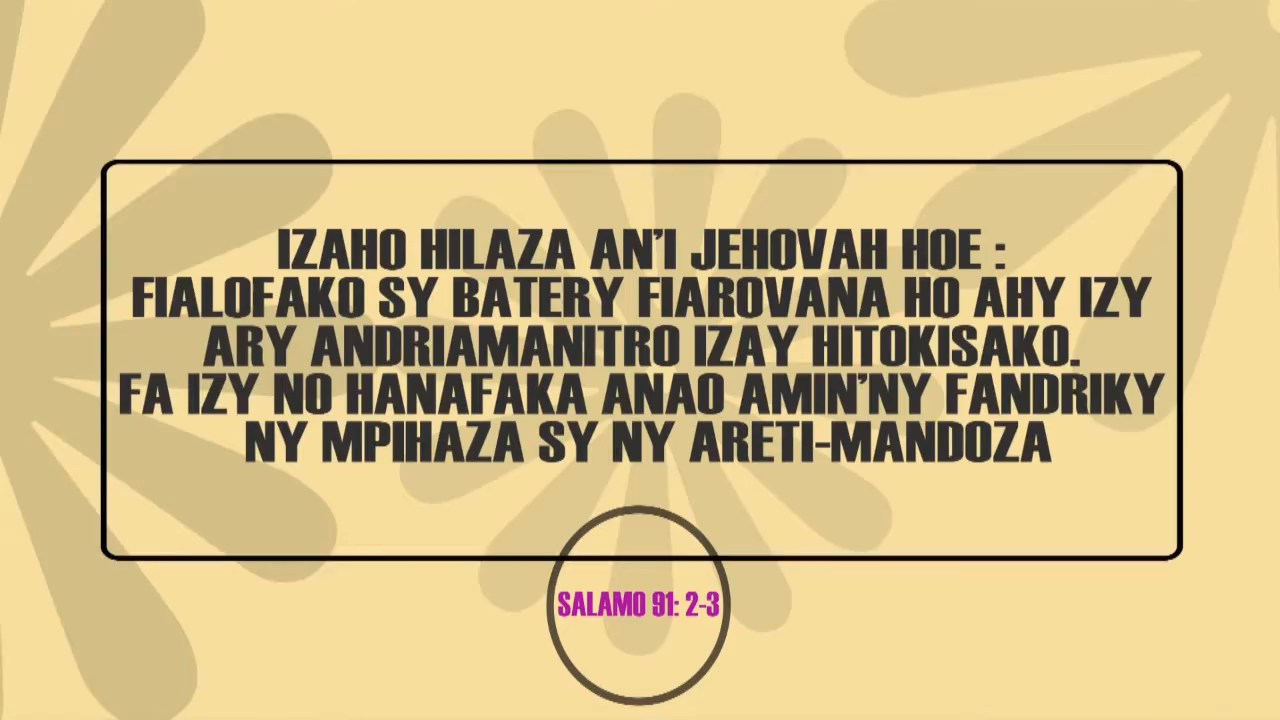 IZAHO HILAZA AN'I JEHOVAH HOE :
FIALOFAKO SY BATERY FIAROVANA HO AHY IZY
ARY ANDRIAMANITRO IZAY HITOKISAKO.
FA IZY NO HANAFAKA ANAO AMIN'NY FANDRIKY
NY MPIHAZA SY NY ARETI-MANDOZA
SALAMO 91: 2-3